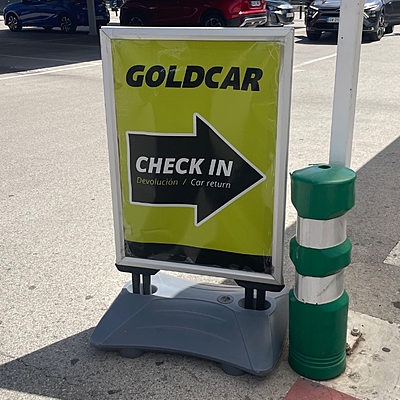 GOLDCAR
CHECK IN
Devolución / Car return